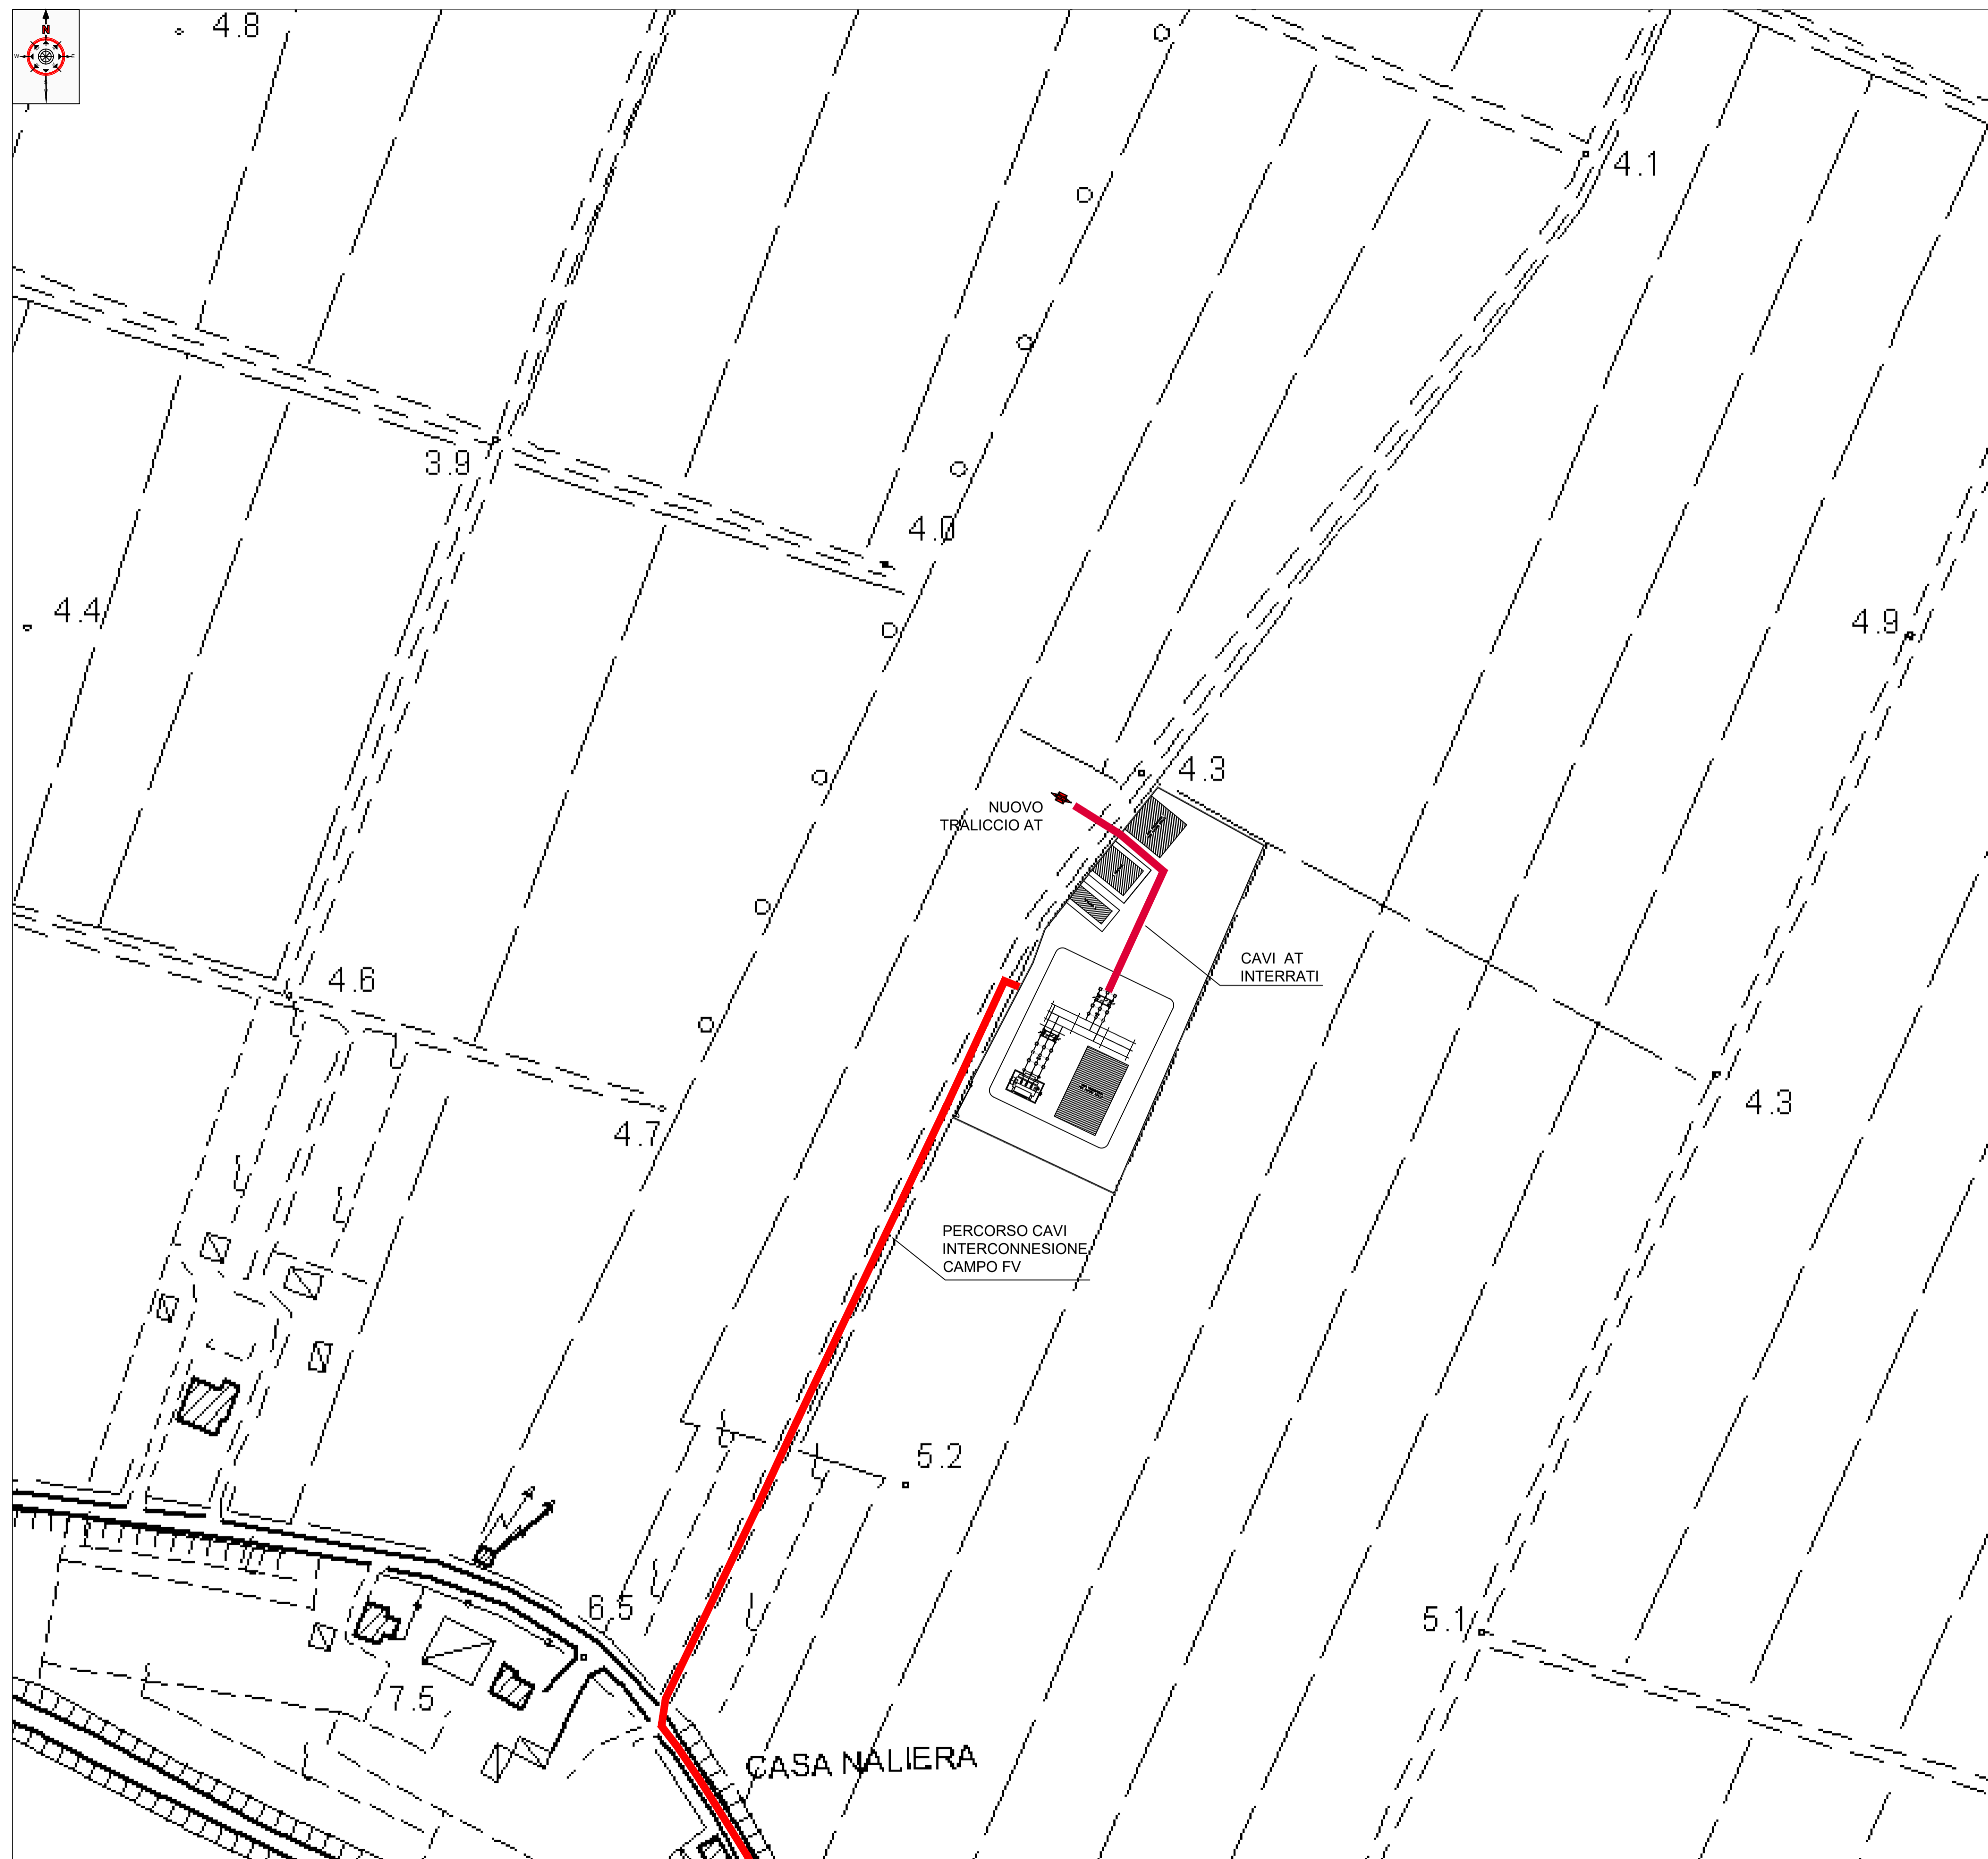 N
W
E
4.8
4.1
3.9
4.0
4.4
4.9
4.3
NUOVO
TRALICCIO AT
CAVI AT
INTERRATI
4.6
4.7
4.3
PERCORSO CAVI
INTERCONNESIONE
CAMPO FV
5.2
6.5
5.1
7.5
CASA NALIERA